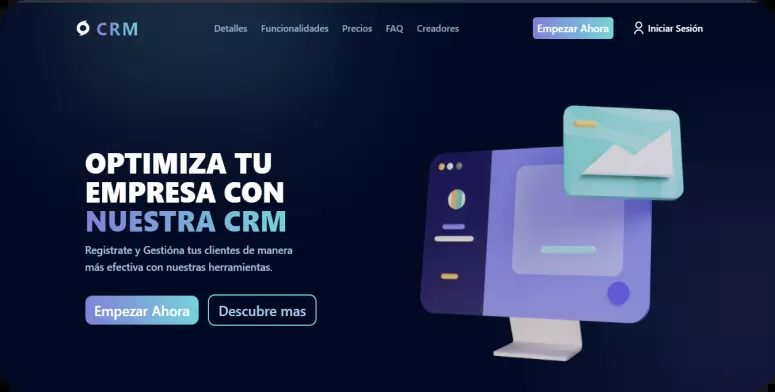 CRM
Detalles
Funcionalidades
Precios
FAQ
Creadores
Empezar Ahora
Iniciar Sesión
OPTIMIZA TU
EMPRESA CON
NUESTRA CRM
Registrate y Gestióna tus clientes de manera
más efectiva con nuestras herramientas.
Empezar Ahora
Descubre mas